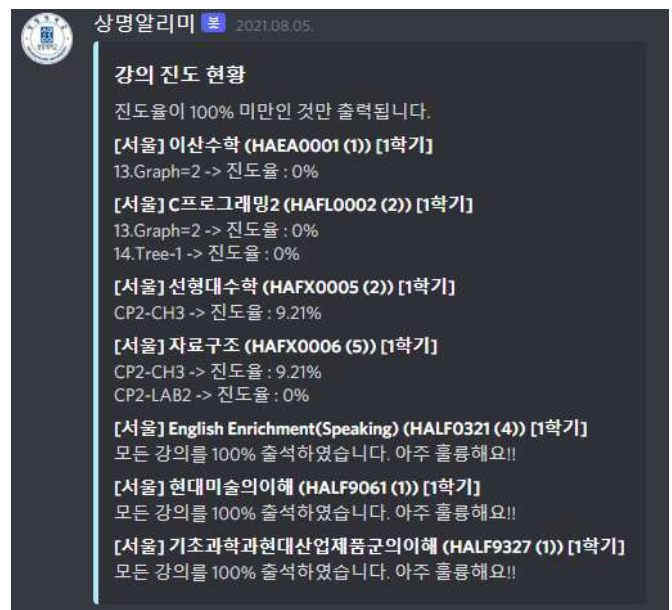 상명알리미 봇 2021.08.05.
강의 진도 현황
진도율이 100% 미만인 것만 출력됩니다.
[서울] 이산수학 (HAEA0001 (1)) [1학기]
13.Graph=2 -> 진도율 : 0%
[서울] C프로그래밍2 (HAFL0002 (2)) [1학기]
13.Graph=2 -> 진도율 : 0%
14.Tree-1 -> 진도율 : 0%
[서울] 선형대수학 (HAFX0005 (2)) [1학기]
CP2-CH3 -> 진도율 : 9.21%
[서울] 자료구조 (HAFX0006 (5)) [1학기]
CP2-CH3 -> 진도율 : 9.21%
CP2-LAB2 -> 진도율 : 0%
[서울] English Enrichment(Speaking) (HALF0321 (4)) [1학기]
모든 강의를 100% 출석하였습니다. 아주 훌륭해요!!
[서울] 현대미술의이해 (HALF9061 (1)) [1학기]
모든 강의를 100% 출석하였습니다. 아주 훌륭해요!!
[서울] 기초과학과현대산업제품군의이해 (HALF9327 (1)) [1학기]
모든 강의를 100% 출석하였습니다. 아주 훌륭해요!!